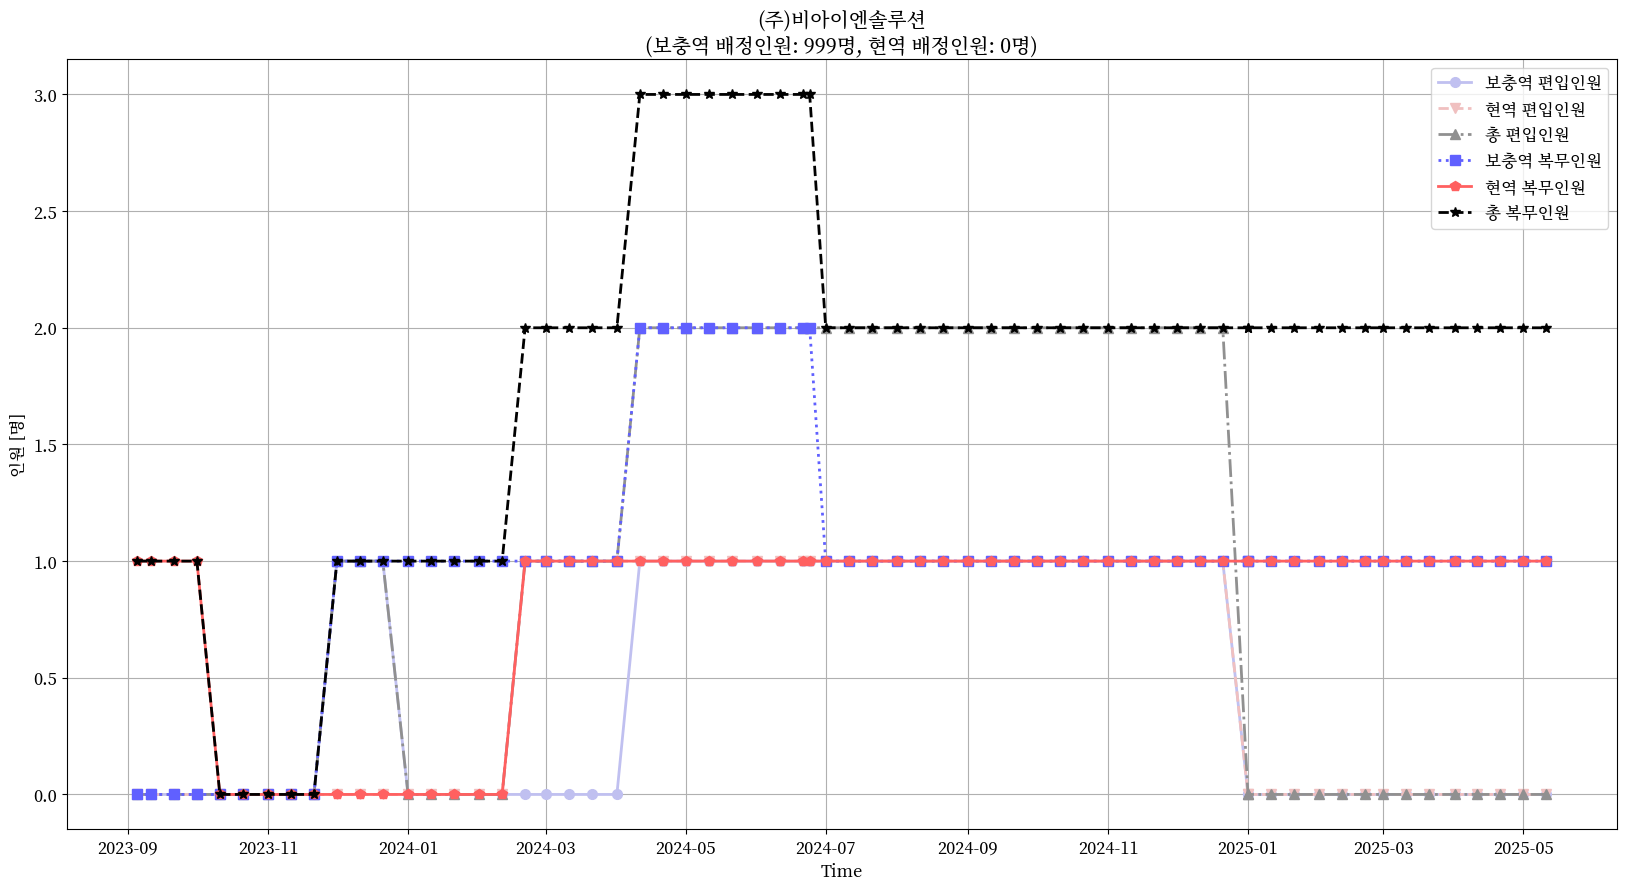 (주)비아이엔솔루션
(보충역 배정인원: 999명, 현역 배정인원: 0명)
보충역 편입인원
현역 편입인원
총 편입인원
보충역 복무인원
현역 복무인원
총 복무인원
인원 [명]
3.0
2.5
2.0
1.5
1.0
0.5
0.0
2023-09 2023-11 2024-01 2024-03 2024-05 2024-07 2024-09 2024-11 2025-01 2025-03 2025-05
Time